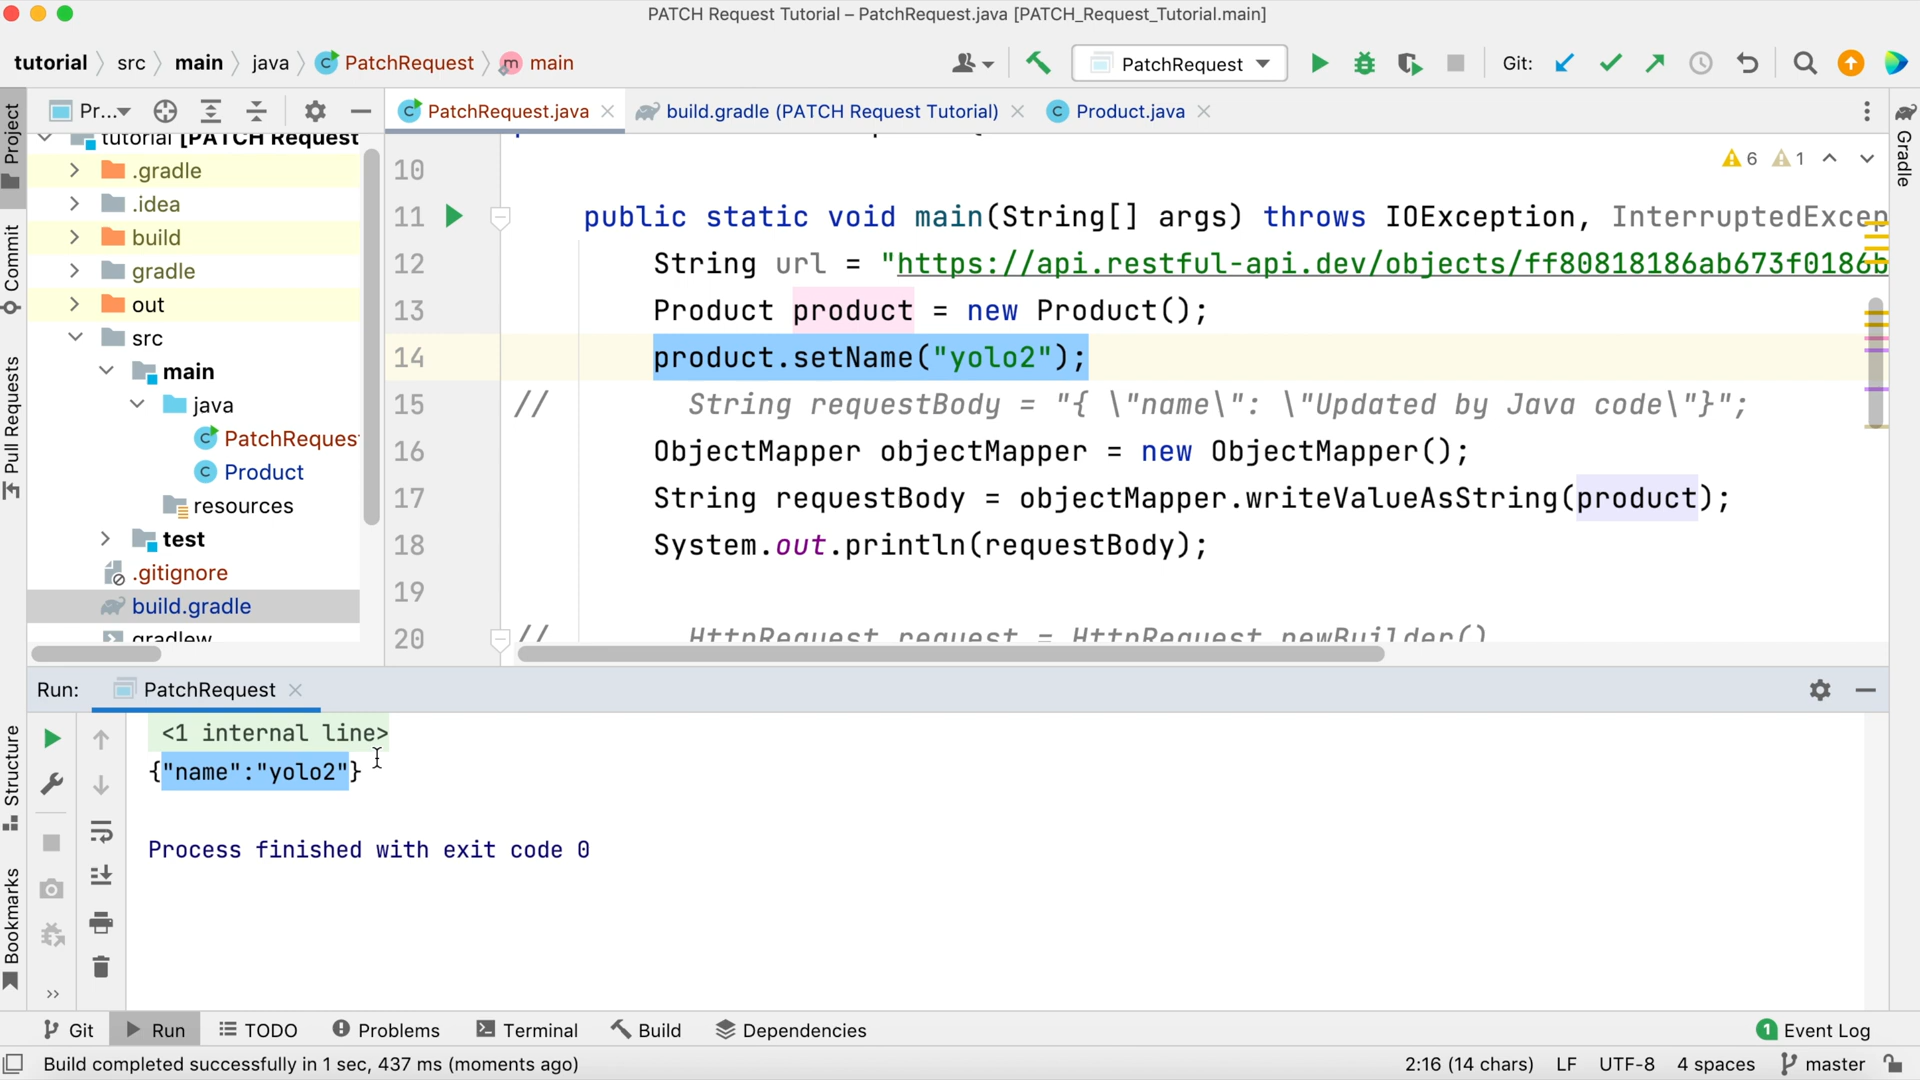 PATCH Request Tutorial – PatchRequest.java [PATCH_Request_Tutorial.main]
tutorial src main java PatchRequest main
PatchRequest Git:
Project
Commit
Pull Requests
Structure
Bookmarks
Pr...
PatchRequest.java build.gradle (PATCH Request Tutorial) Product.java
Gradle
tutorial [PATCH Request
.gradle
.idea
build
gradle
out
src
main
java
PatchReques
Product
resources
test
.gitignore
build.gradle
gradlew
6 1
10
11 public static void main(String[] args) throws IOException, InterruptedExcep
12 String url = "https://api.restful-api.dev/objects/ff80818186ab673f0186b
13 Product product = new Product();
14 product.setName("yolo2");
15 // String requestBody = "{ \"name\": \"Updated by Java code\"}";
16 ObjectMapper objectMapper = new ObjectMapper();
17 String requestBody = objectMapper.writeValueAsString(product);
18 System.out.println(requestBody);
19
20 // HttpRequest request = HttpRequest.newBuilder()
Run: PatchRequest
<1 internal line>
{"name":"yolo2"}
Process finished with exit code 0
Git Run TODO Problems Terminal Build Dependencies 1 Event Log
Build completed successfully in 1 sec, 437 ms (moments ago) 2:16 (14 chars) LF UTF-8 4 spaces master